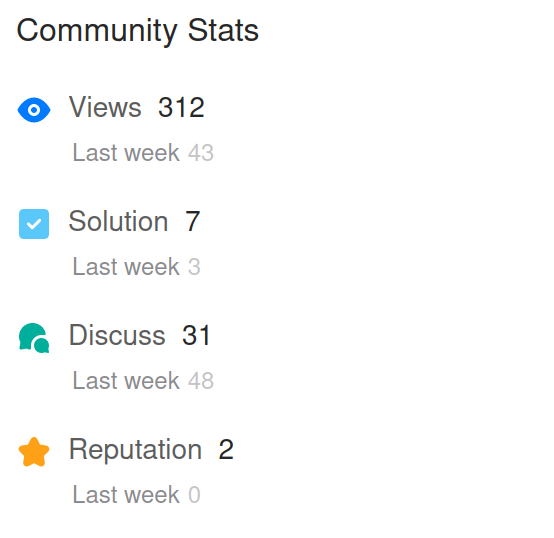 Community Stats
Views 312
Last week 43
Solution 7
Last week 3
Discuss 31
Last week 48
Reputation 2
Last week 0